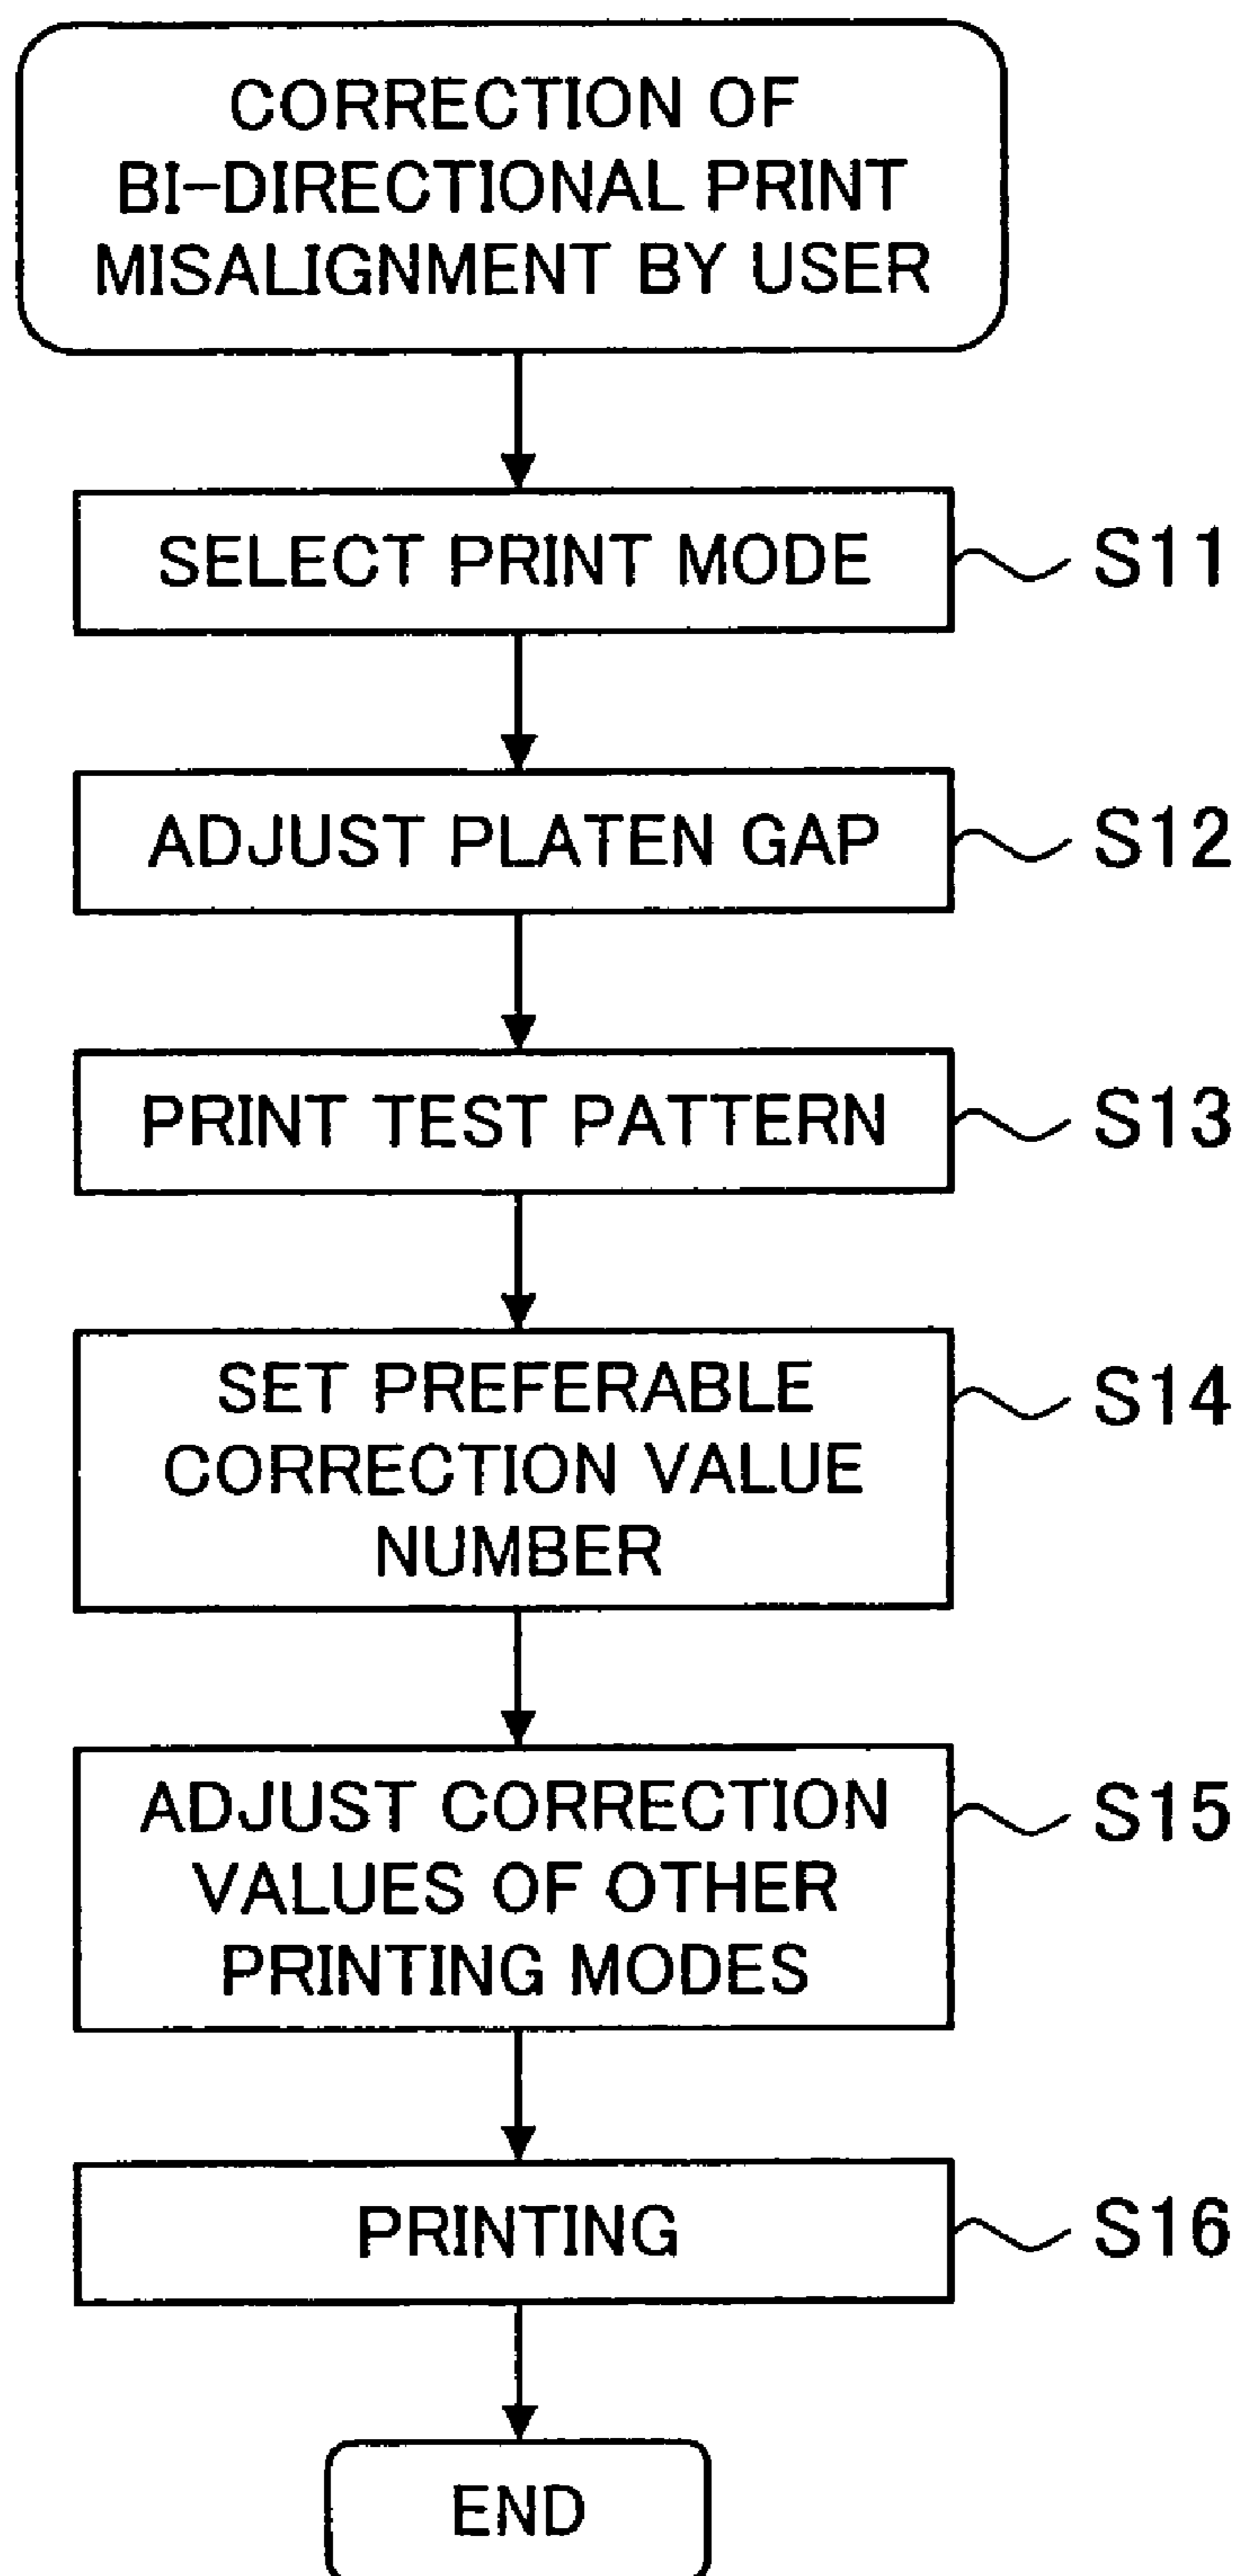 CORRECTION OF
BI-DIRECTIONAL PRINT
MISALIGNMENT BY USER
SELECT PRINT MODE
S11
ADJUST PLATEN GAP
S12
PRINT TEST PATTERN
S13
SET PREFERABLE
CORRECTION VALUE
NUMBER
S14
ADJUST CORRECTION
VALUES OF OTHER
PRINTING MODES
S15
PRINTING
S16
END